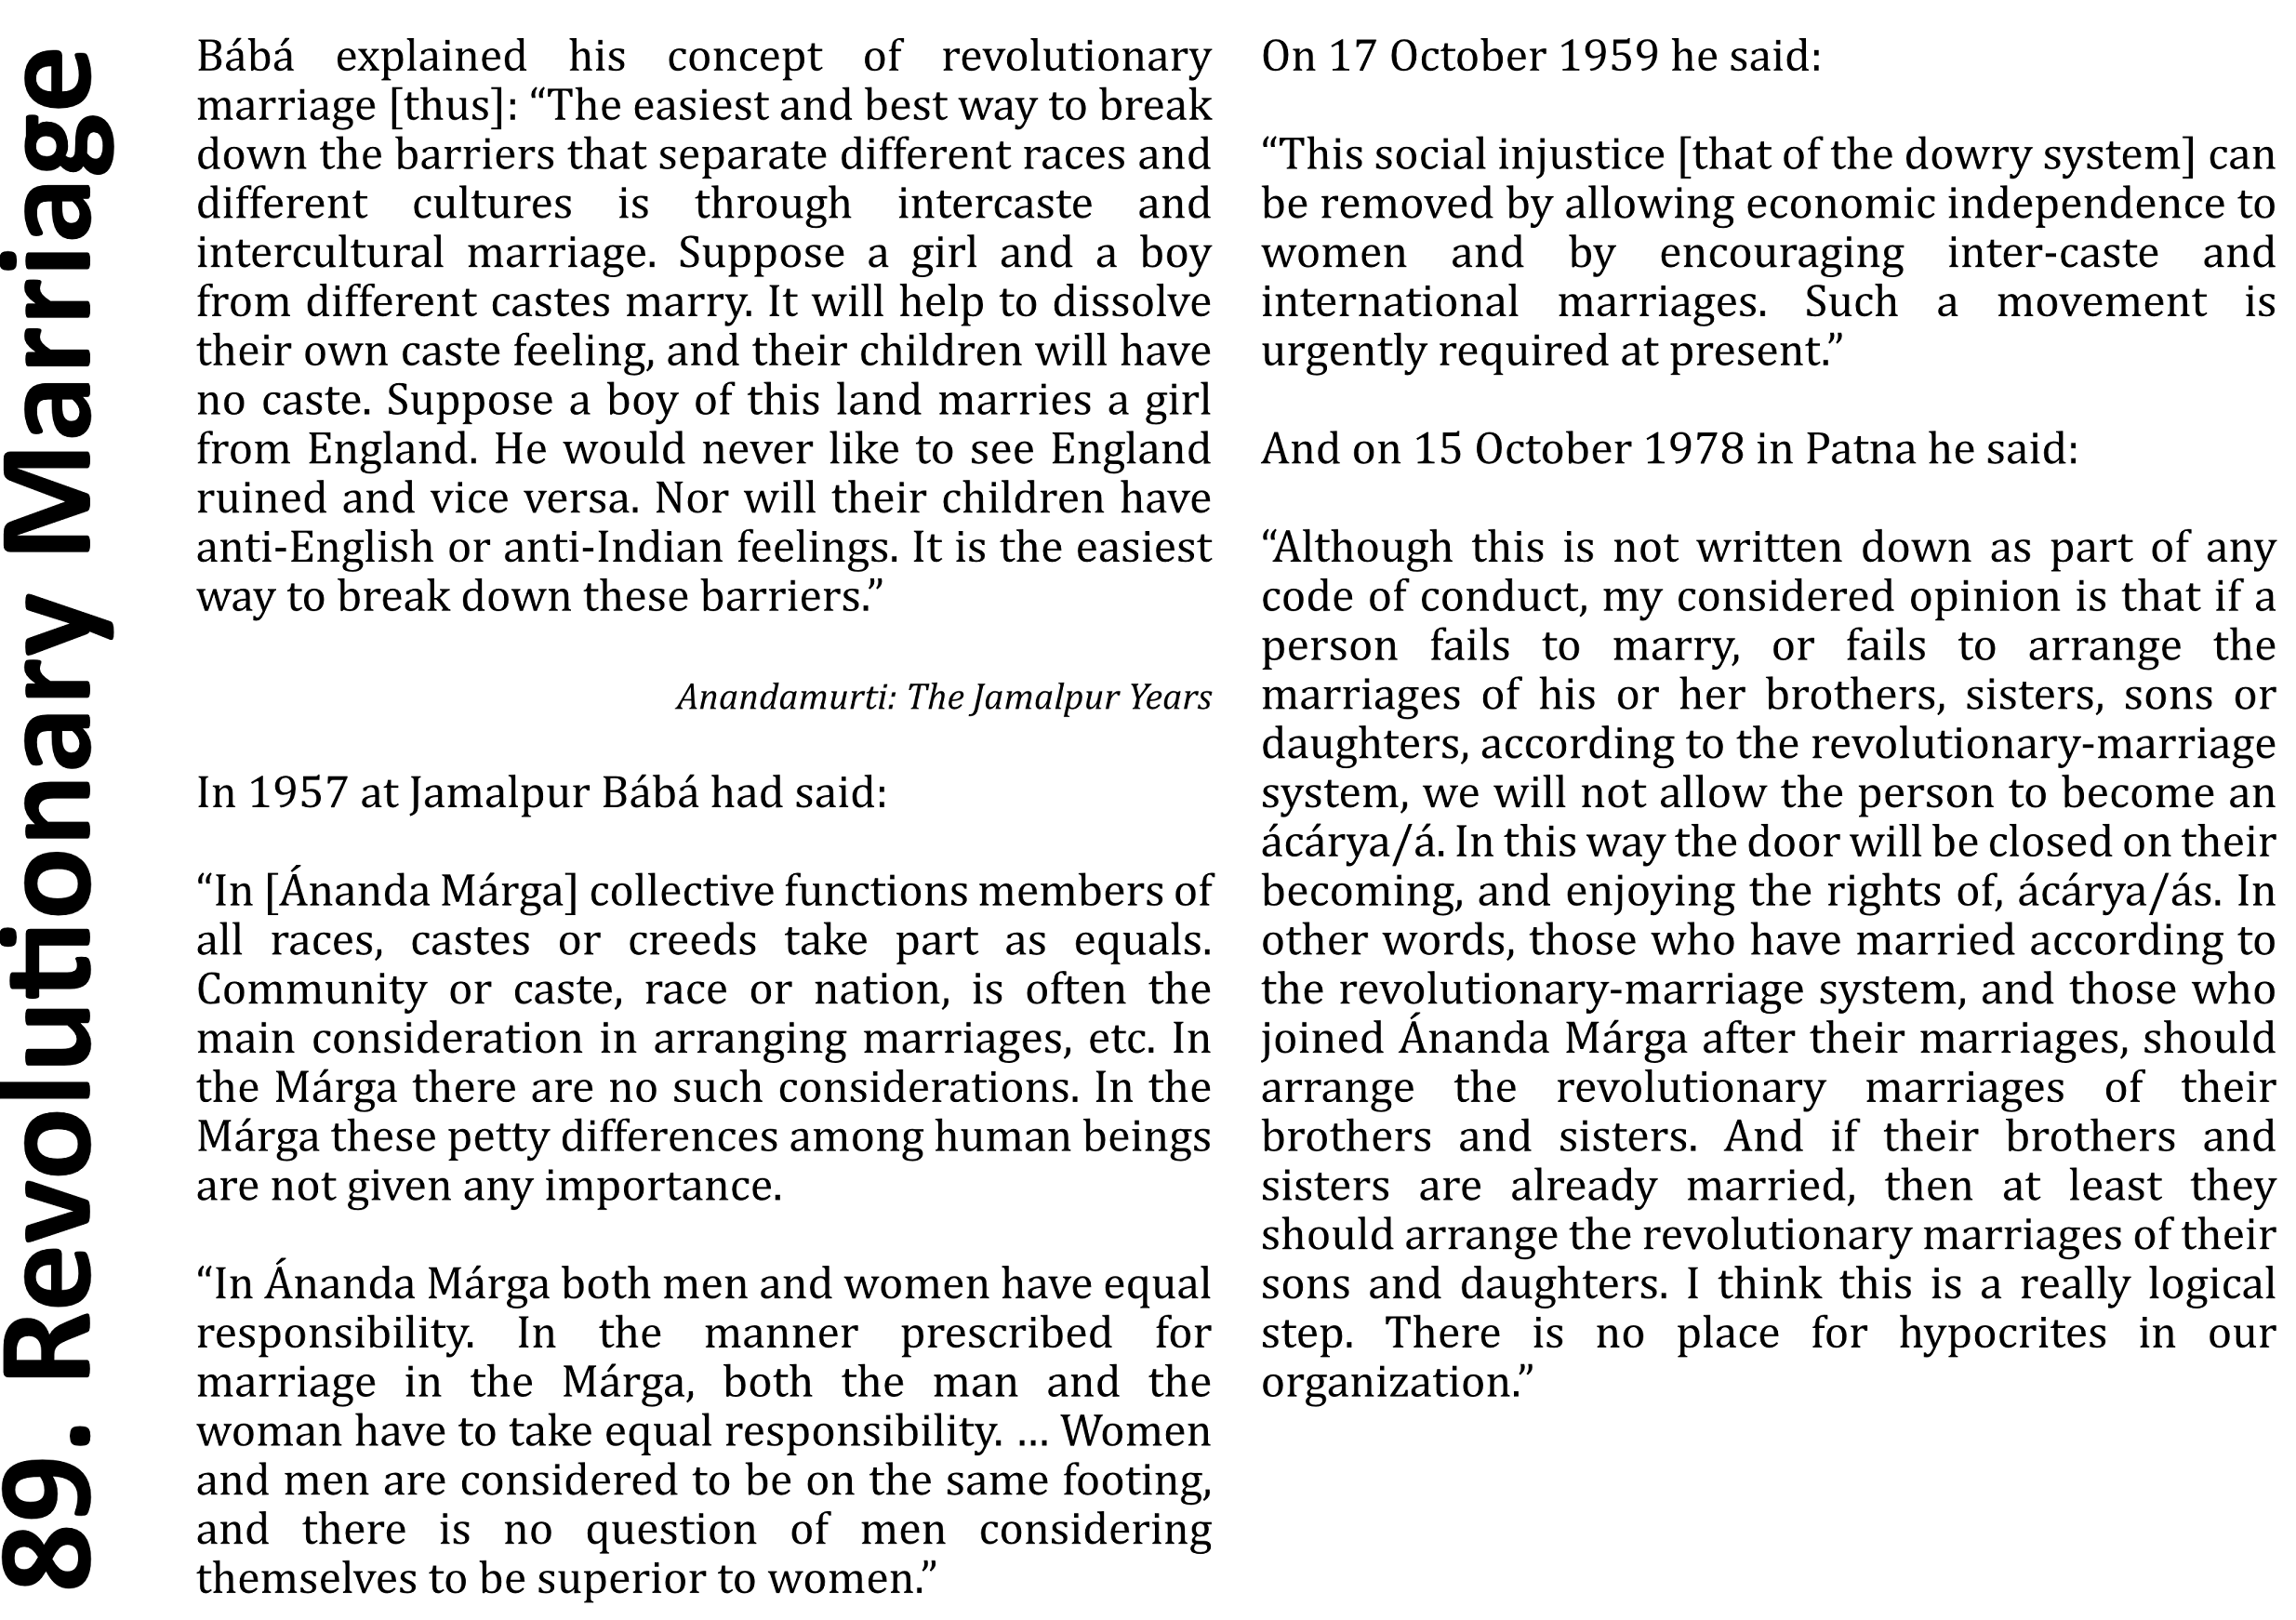 89. Revolutionary Marriage
Bábá explained his concept of revolutionary
marriage [thus]: “The easiest and best way to break
down the barriers that separate different races and
different cultures is through intercaste and
intercultural marriage. Suppose a girl and a boy
from different castes marry. It will help to dissolve
their own caste feeling, and their children will have
no caste. Suppose a boy of this land marries a girl
from England. He would never like to see England
ruined and vice versa. Nor will their children have
anti-English or anti-Indian feelings. It is the easiest
way to break down these barriers.”
Anandamurti: The Jamalpur Years
In 1957 at Jamalpur Bábá had said:
“In [Ánanda Márga] collective functions members of
all races, castes or creeds take part as equals.
Community or caste, race or nation, is often the
main consideration in arranging marriages, etc. In
the Márga there are no such considerations. In the
Márga these petty differences among human beings
are not given any importance.
“In Ánanda Márga both men and women have equal
responsibility. In the manner prescribed for
marriage in the Márga, both the man and the
woman have to take equal responsibility. … Women
and men are considered to be on the same footing,
and there is no question of men considering
themselves to be superior to women.”
On 17 October 1959 he said:
“This social injustice [that of the dowry system] can
be removed by allowing economic independence to
women and by encouraging inter-caste and
international marriages. Such a movement is
urgently required at present.”
And on 15 October 1978 in Patna he said:
“Although this is not written down as part of any
code of conduct, my considered opinion is that if a
person fails to marry, or fails to arrange the
marriages of his or her brothers, sisters, sons or
daughters, according to the revolutionary-marriage
system, we will not allow the person to become an
ácárya/á. In this way the door will be closed on their
becoming, and enjoying the rights of, ácárya/ás. In
other words, those who have married according to
the revolutionary-marriage system, and those who
joined Ánanda Márga after their marriages, should
arrange the revolutionary marriages of their
brothers and sisters. And if their brothers and
sisters are already married, then at least they
should arrange the revolutionary marriages of their
sons and daughters. I think this is a really logical
step. There is no place for hypocrites in our
organization.”